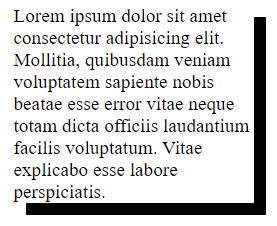 Lorem ipsum dolor sit amet
consectetur adipisicing elit.
Mollitia, quibusdam veniam
voluptatem sapiente nobis
beatae esse error vitae neque
totam dicta officiis laudantium
facilis voluptatum. Vitae
explicabo esse labore
perspiciatis.